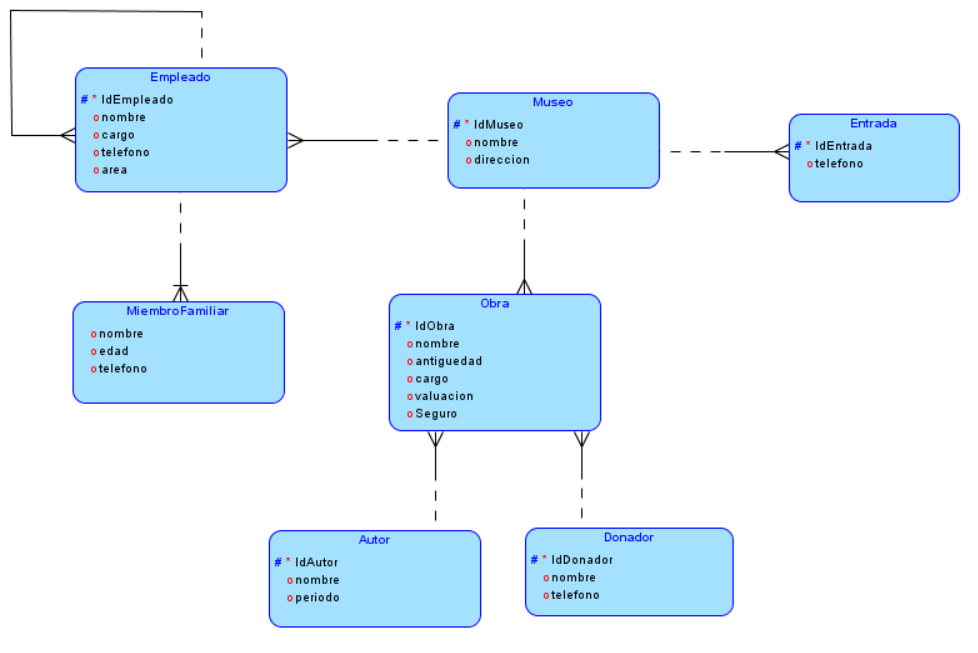 Empleado
# * IdEmpleado
o nombre
o cargo
o telefono
o area
Museo
# * IdMuseo
o nombre
o direccion
Entrada
# * IdEntrada
o telefono
MiembroFamiliar
o nombre
o edad
o telefono
Obra
# * IdObra
o nombre
o antiguedad
o cargo
o valuacion
o Seguro
Autor
# * IdAutor
o nombre
o periodo
Donador
# * IdDonador
o nombre
o telefono